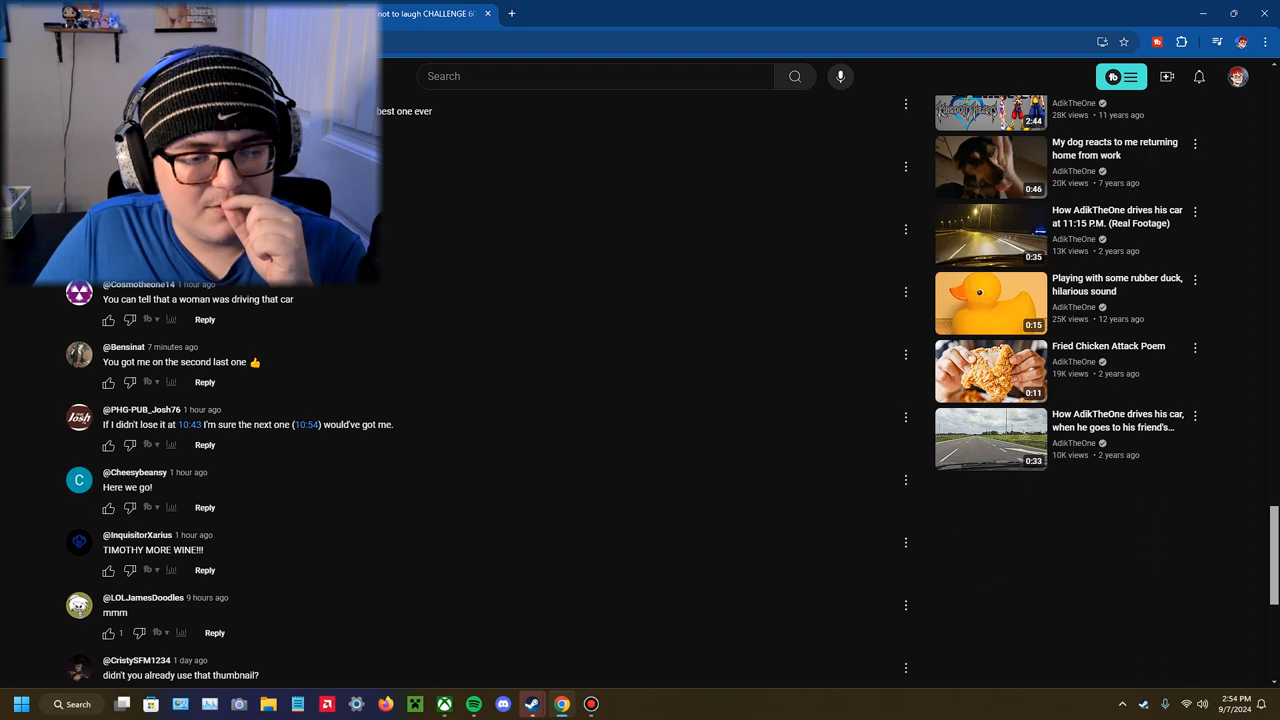 not to laugh CHALLENGE 60
Search
best one ever
AdikTheOne
28K views • 11 years ago
2:44
My dog reacts to me returning
home from work
AdikTheOne
20K views • 7 years ago
0:46
How AdikTheOne drives his car
at 11:15 P.M. (Real Footage)
AdikTheOne
13K views • 2 years ago
0:35
Playing with some rubber duck,
hilarious sound
AdikTheOne
25K views • 12 years ago
0:15
Fried Chicken Attack Poem
AdikTheOne
19K views • 2 years ago
0:11
How AdikTheOne drives his car,
when he goes to his friend's...
AdikTheOne
10K views • 2 years ago
0:33
@Cosmotheone14 1 hour ago
You can tell that a woman was driving that car
Reply
@Bensinat 7 minutes ago
You got me on the second last one 👍
Reply
@PHG-PUB_Josh76 1 hour ago
If I didn't lose it at 10:43 I'm sure the next one (10:54) would've got me.
Reply
@Cheesybeansy 1 hour ago
Here we go!
Reply
@InquisitorXarius 1 hour ago
TIMOTHY MORE WINE!!!
Reply
@LOLJamesDoodles 9 hours ago
mmm
1 Reply
@CristySFM1234 1 day ago
didn't you already use that thumbnail?
Search
2:54 PM
9/7/2024